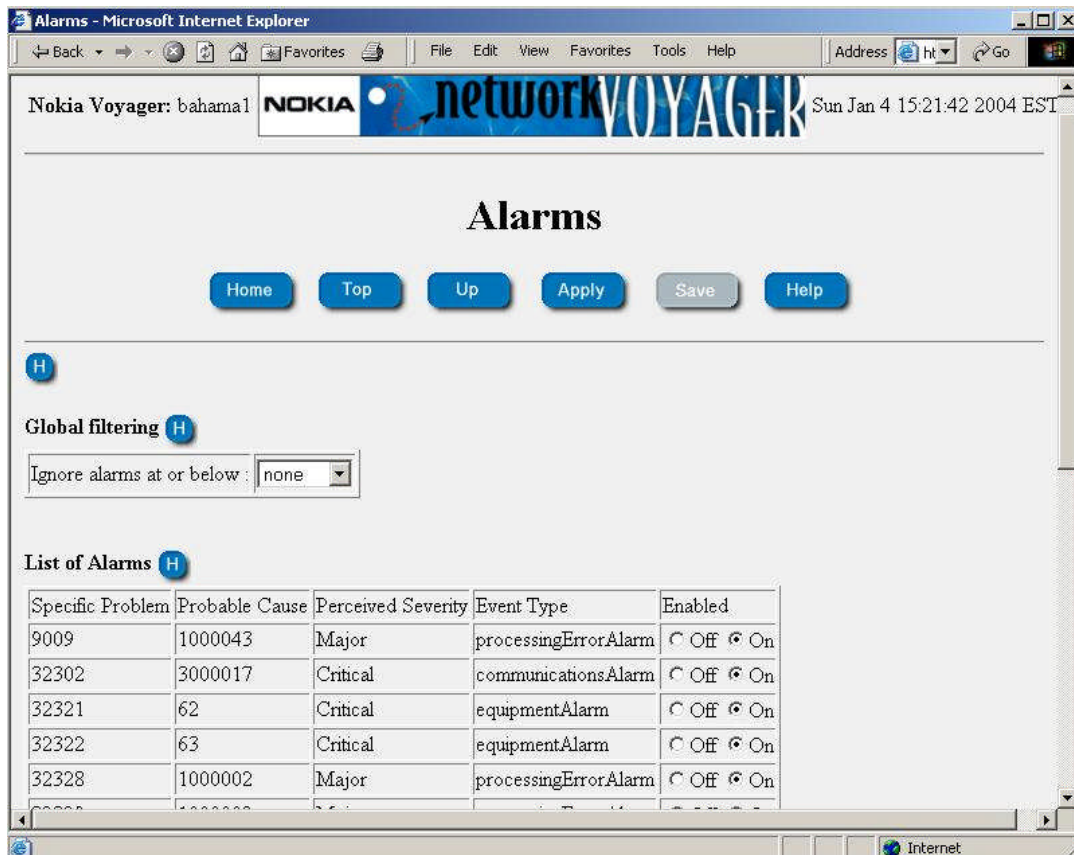 Alarms - Microsoft Internet Explorer
Back Favorites File Edit View Favorites Tools Help Address ht Go
Nokia Voyager: bahama1 NOKIA network VOYAGER Sun Jan 4 15:21:42 2004 EST
Alarms
Home Top Up Apply Save Help
H
Global filtering H
Ignore alarms at or below : none
List of Alarms H
Specific Problem Probable Cause Perceived Severity Event Type Enabled
9009 1000043 Major processingErrorAlarm Off On
32302 3000017 Critical communicationsAlarm Off On
32321 62 Critical equipmentAlarm Off On
32322 63 Critical equipmentAlarm Off On
32328 1000002 Major processingErrorAlarm Off On
Internet